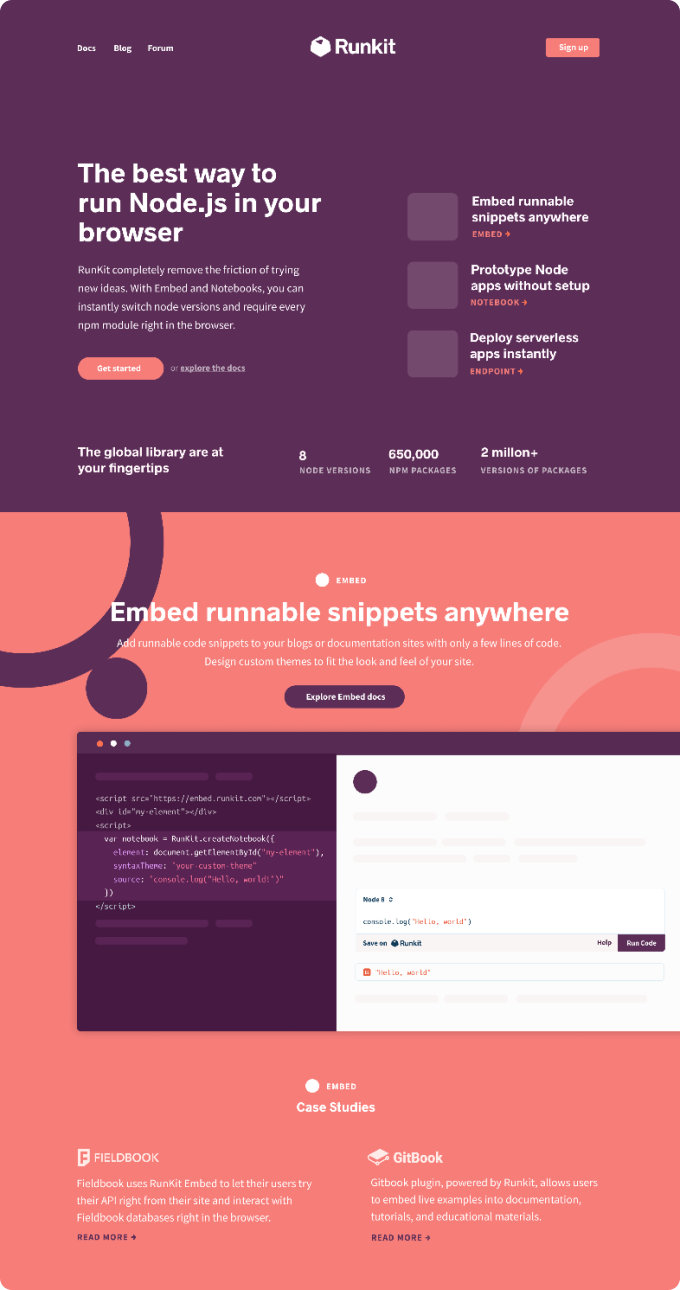 Docs Blog Forum
Runkit
Sign up
The best way to
run Node.js in your
browser
RunKit completely remove the friction of trying
new ideas. With Embed and Notebooks, you can
instantly switch node versions and require every
npm module right in the browser.
Get started
or explore the docs
Embed runnable
snippets anywhere
EMBED →
Prototype Node
apps without setup
NOTEBOOK →
Deploy serverless
apps instantly
ENDPOINT →
The global library are at
your fingertips
8
NODE VERSIONS
650,000
NPM PACKAGES
2 millon+
VERSIONS OF PACKAGES
EMBED
Embed runnable snippets anywhere
Add runnable code snippets to your blogs or documentation sites with only a few lines of code.
Design custom themes to fit the look and feel of your site.
Explore Embed docs
<script src="https://embed.runkit.com"></script>
<div id="my-element"></div>
<script>
var notebook = RunKit.createNotebook({
element: document.getElementById("my-element"),
syntaxTheme: "your-custom-theme"
source: "console.log("Hello, world!")"
})
</script>
Node 8
console.log("Hello, world")
Save on Runkit
Help
Run Code
"Hello, world"
EMBED
Case Studies
FIELDBOOK
Fieldbook uses RunKit Embed to let their users try
their API right from their site and interact with
Fieldbook databases right in the browser.
READ MORE →
GitBook
Gitbook plugin, powered by Runkit, allows users
to embed live examples into documentation,
tutorials, and educational materials.
READ MORE →